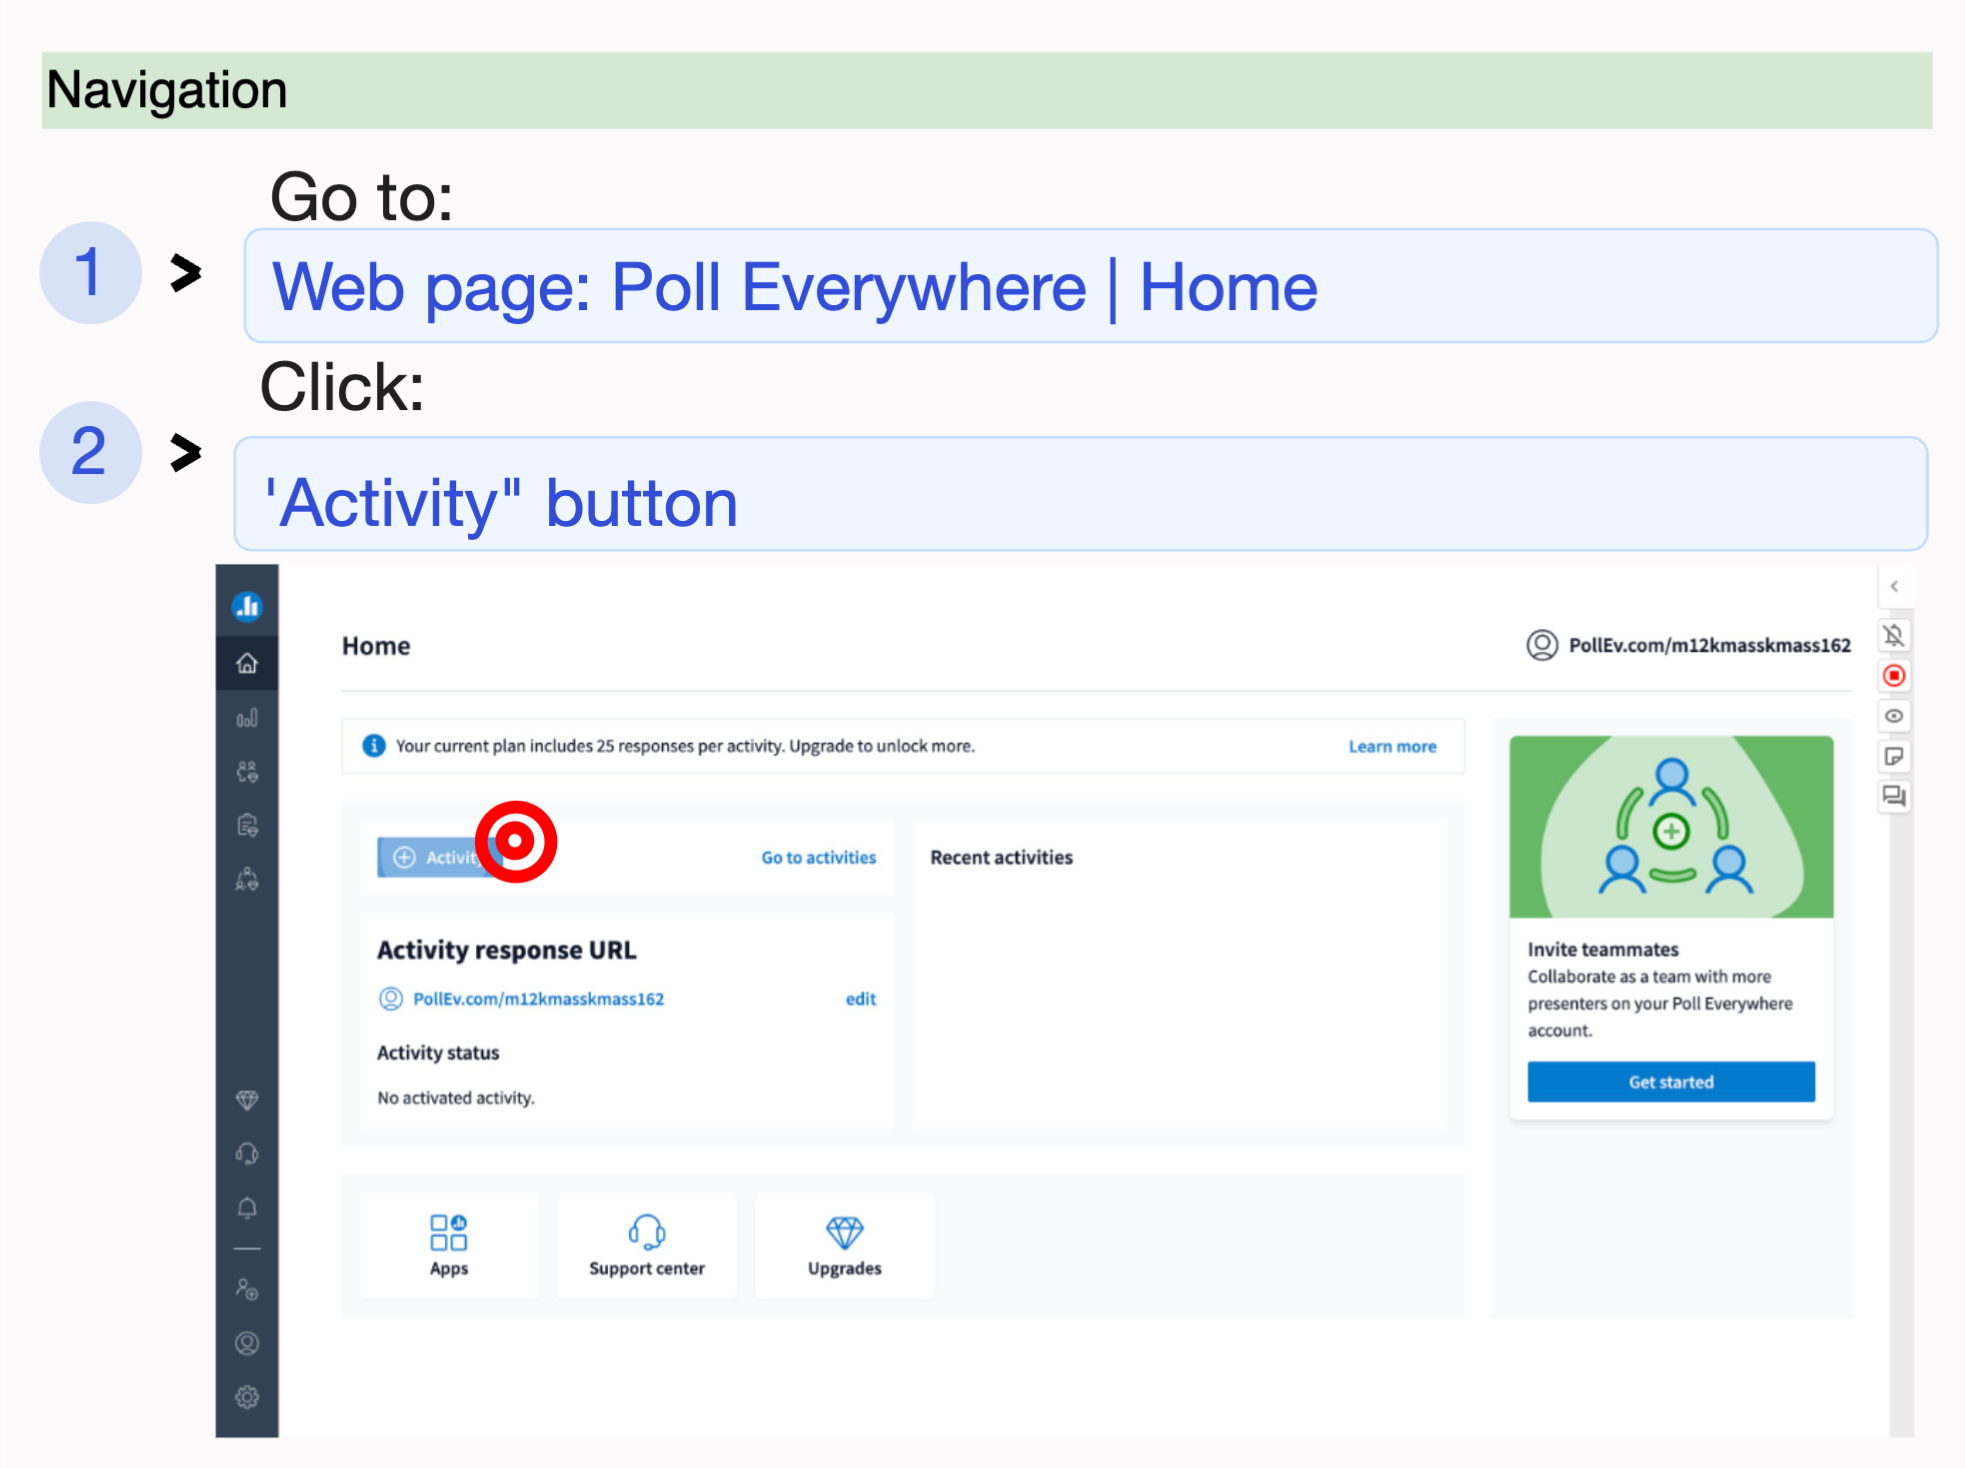 Navigation
Go to:
1 > Web page: Poll Everywhere | Home
Click:
2 > 'Activity" button
Home
PollEv.com/m12kmasskmass162
Your current plan includes 25 responses per activity. Upgrade to unlock more.
Learn more
Activity
Go to activities
Recent activities
Activity response URL
PollEv.com/m12kmasskmass162
edit
Activity status
No activated activity.
Invite teammates
Collaborate as a team with more
presenters on your Poll Everywhere
account.
Get started
Apps
Support center
Upgrades